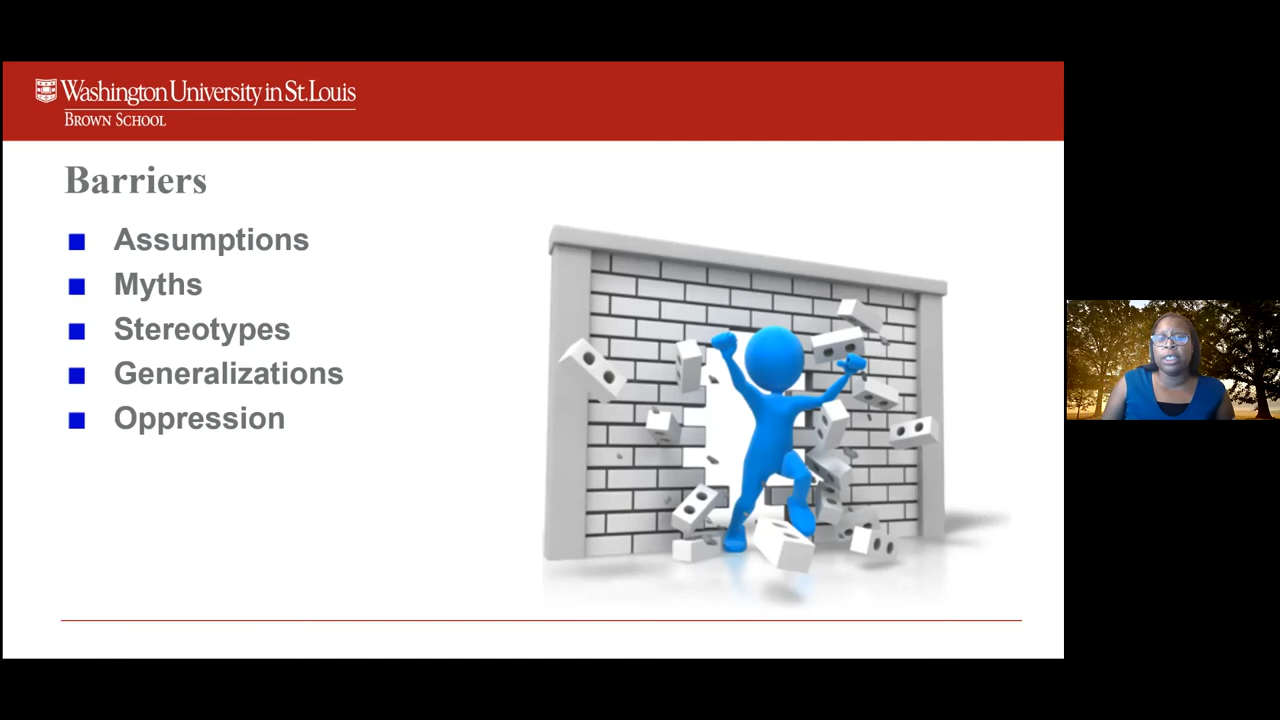 Washington University in St. Louis
BROWN SCHOOL
Barriers
Assumptions
Myths
Stereotypes
Generalizations
Oppression